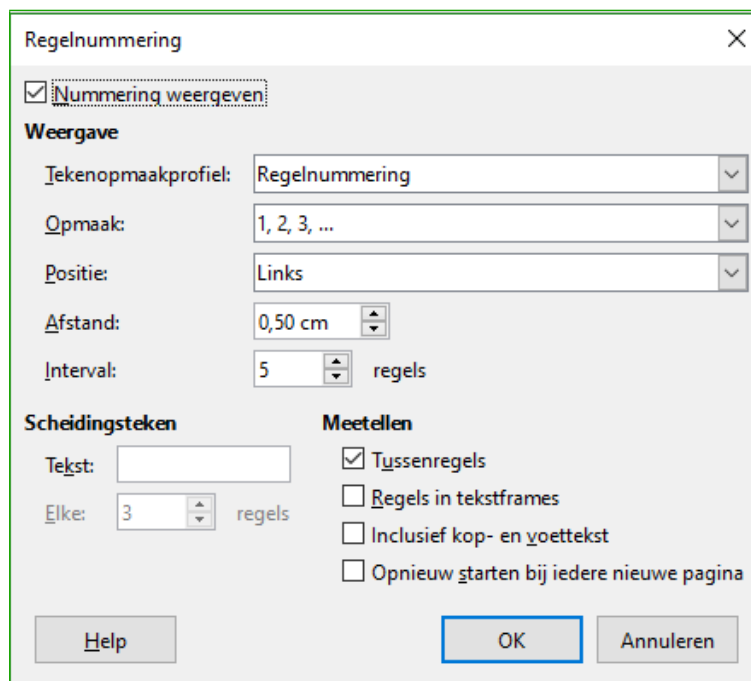 Regelnummering
Nummering weergeven
Weergave
Tekenopmaakprofiel: Regelnummering
Opmaak: 1, 2, 3, ...
Positie: Links
Afstand: 0,50 cm
Interval: 5 regels
Scheidingsteken
Tekst:
Elke: 3 regels
Meetellen
Tussenregels
Regels in tekstframes
Inclusief kop- en voettekst
Opnieuw starten bij iedere nieuwe pagina
Help OK Annuleren